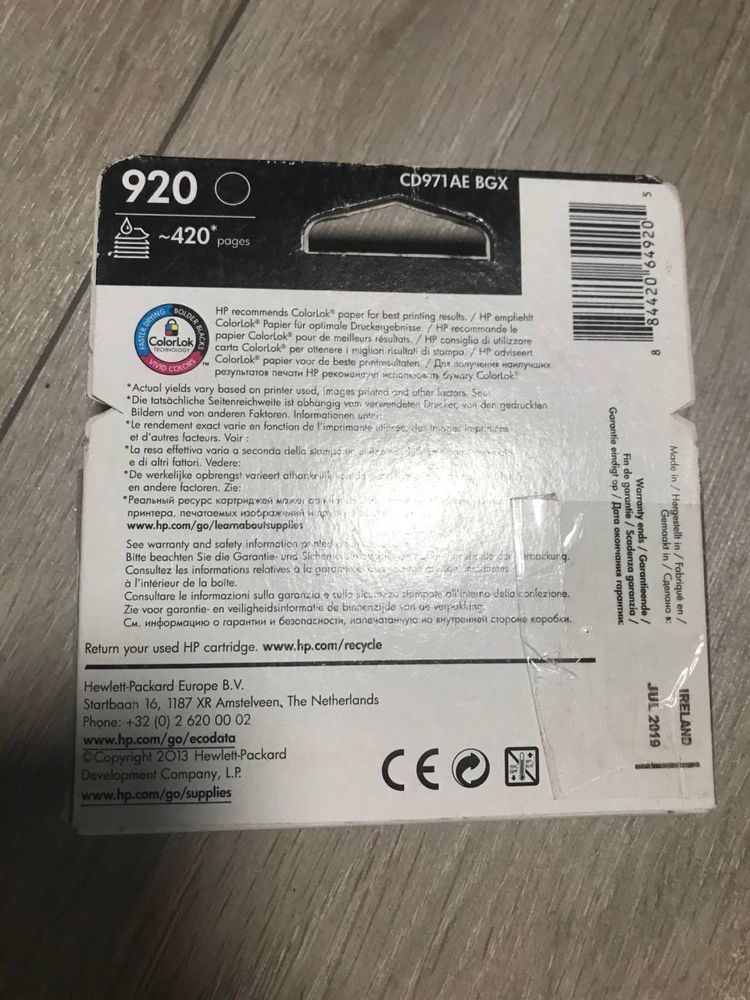 920
CD971AE BGX
~420* pages
8 84420 64920 5
FASTER DRYING BOLDER BLACKS
ColorLok®
TECHNOLOGY
VIVID COLORS
™
HP recommends ColorLok® paper for best printing results. / HP empfiehlt
ColorLok® Papier für optimale Druckergebnisse. / HP recommande le
papier ColorLok® pour de meilleurs résultats. / HP consiglia di utilizzare
carta ColorLok® per ottenere i migliori risultati di stampa. / HP adviseert
ColorLok® papier voor de beste printresultaten. / Для получения наилучших
результатов печати HP рекомендует использовать бумагу ColorLok®.
*Actual yields vary based on printer used, images printed and other factors. See:
*Die tatsächliche Seitenreichweite ist abhängig vom verwendeten Drucker, von den gedruckten
Bildern und von anderen Faktoren. Informationen unter:
*Le rendement exact varie en fonction de l'imprimante utilisée, des images imprimées
et d'autres facteurs. Voir :
*La resa effettiva varia a seconda della stampante
e di altri fattori. Vedere:
*De werkelijke opbrengst varieert afhankelijk van
en andere factoren. Zie:
*Реальный ресурс картриджей может
принтера, печатаемых изображений и
www.hp.com/go/learnaboutsupplies
See warranty and safety information printed
Bitte beachten Sie die Garantie- und Verpackung.
Consultez les informations relatives à la garantie
à l'intérieur de la boîte.
Consultare le informazioni sulla garanzia e sulla sicurezza stampate all'interno della confezione.
Zie voor garantie- en veiligheidsinformatie de binnenzijde van de verpakking.
См. информацию о гарантии и безопасности, напечатанную на внутренней стороне коробки.
Return your used HP cartridge. www.hp.com/recycle
Hewlett-Packard Europe B.V.
Startbaan 16, 1187 XR Amstelveen, The Netherlands
Phone: +32 (0) 2 620 00 02
www.hp.com/go/ecodata
©Copyright 2013 Hewlett-Packard
Development Company, L.P.
www.hp.com/go/supplies
CE
Made in / Hergestellt in / Fabriqué en /
Gemaakt in / Сделано в:
Warranty ends / Garantieende /
Fin de garantie / Scadenza garanzia /
Garantie eindigt op / Дата окончания гарантии:
IRELAND
JUL 2019